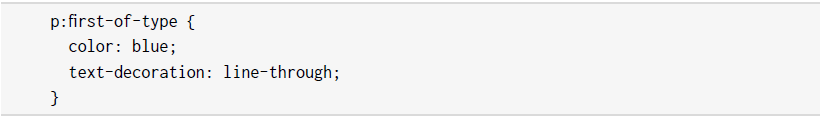 p:first-of-type {
  color: blue;
  text-decoration: line-through;
}